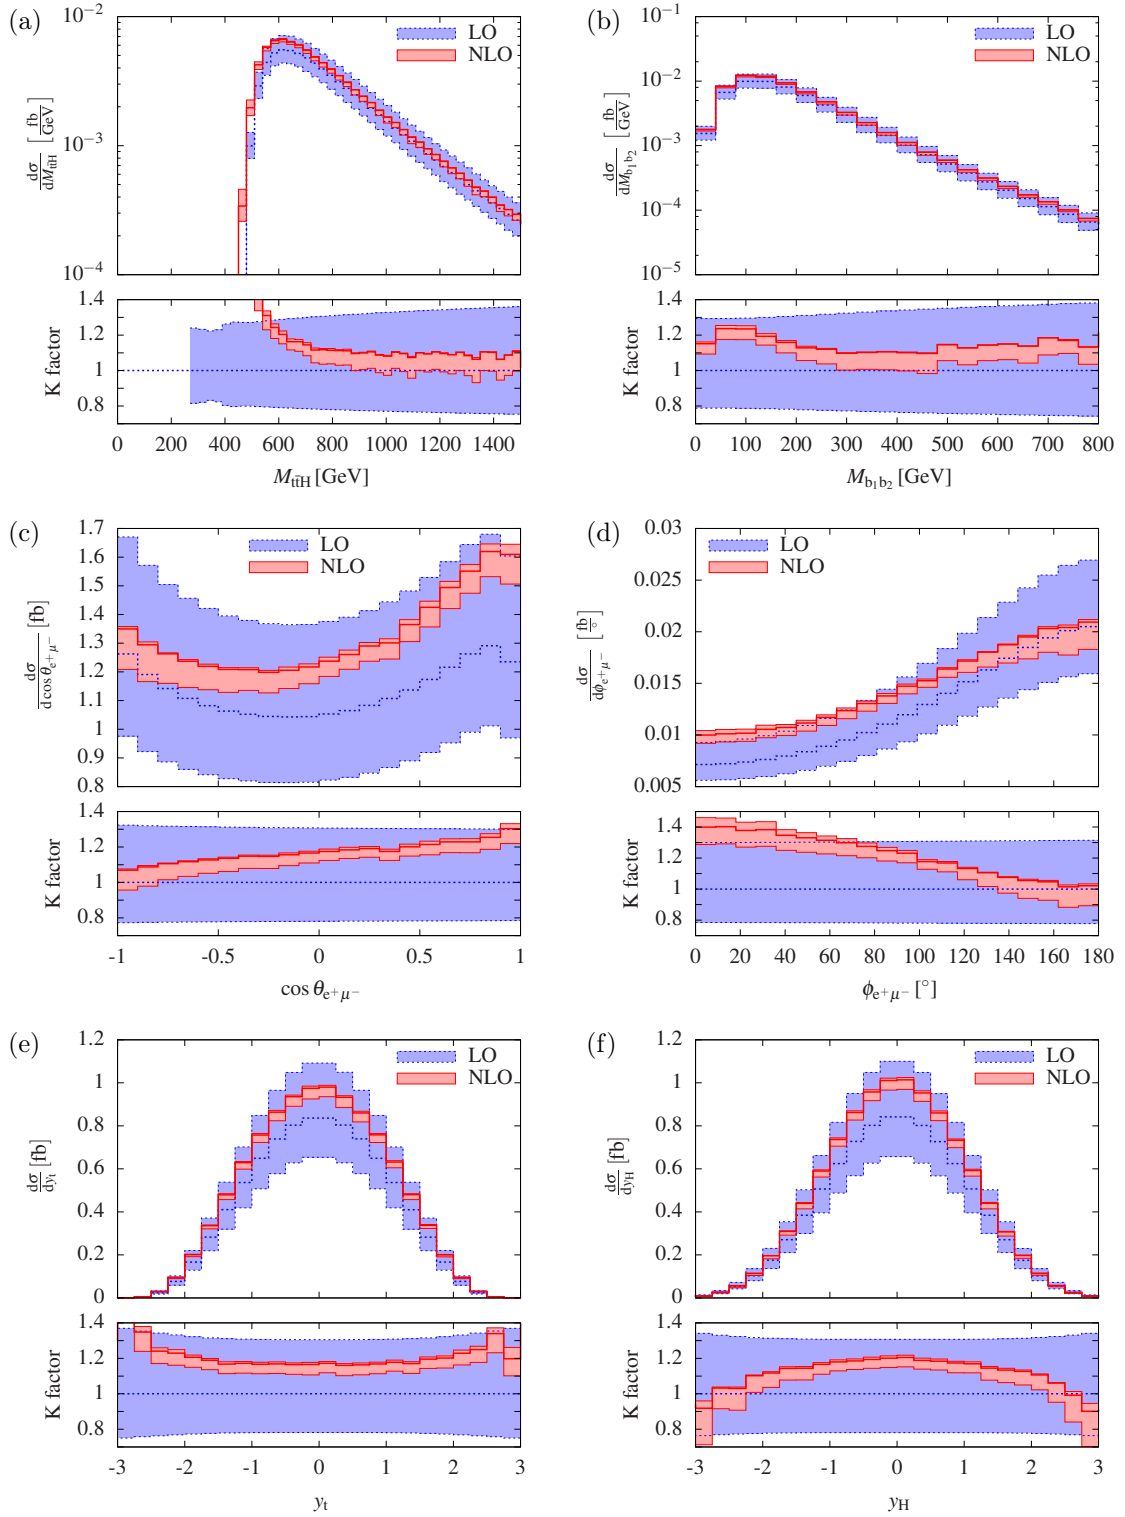 (a)
LO
NLO
10⁻²
10⁻³
10⁻⁴
dσ/dM_tt̄H [fb/GeV]
1.4
1.2
1
0.8
K factor
0 200 400 600 800 1000 1200 1400
M_tt̄H [GeV]
(b)
LO
NLO
10⁻¹
10⁻²
10⁻³
10⁻⁴
10⁻⁵
dσ/dM_b₁b₂ [fb/GeV]
1.4
1.2
1
0.8
K factor
0 100 200 300 400 500 600 700 800
M_b₁b₂ [GeV]
(c)
LO
NLO
1.7
1.6
1.5
1.4
1.3
1.2
1.1
1
0.9
0.8
dσ/d cos θ_e⁺μ⁻ [fb]
1.4
1.2
1
0.8
K factor
-1 -0.5 0 0.5 1
cos θ_e⁺μ⁻
(d)
LO
NLO
0.03
0.025
0.02
0.015
0.01
0.005
dσ/dϕ_e⁺μ⁻ [fb/°]
1.4
1.2
1
0.8
K factor
0 20 40 60 80 100 120 140 160 180
ϕ_e⁺μ⁻ [°]
(e)
LO
NLO
1.2
1
0.8
0.6
0.4
0.2
0
dσ/dy_t [fb]
1.4
1.2
1
0.8
K factor
-3 -2 -1 0 1 2 3
y_t
(f)
LO
NLO
1.2
1
0.8
0.6
0.4
0.2
0
dσ/dy_H [fb]
1.4
1.2
1
0.8
K factor
-3 -2 -1 0 1 2 3
y_H